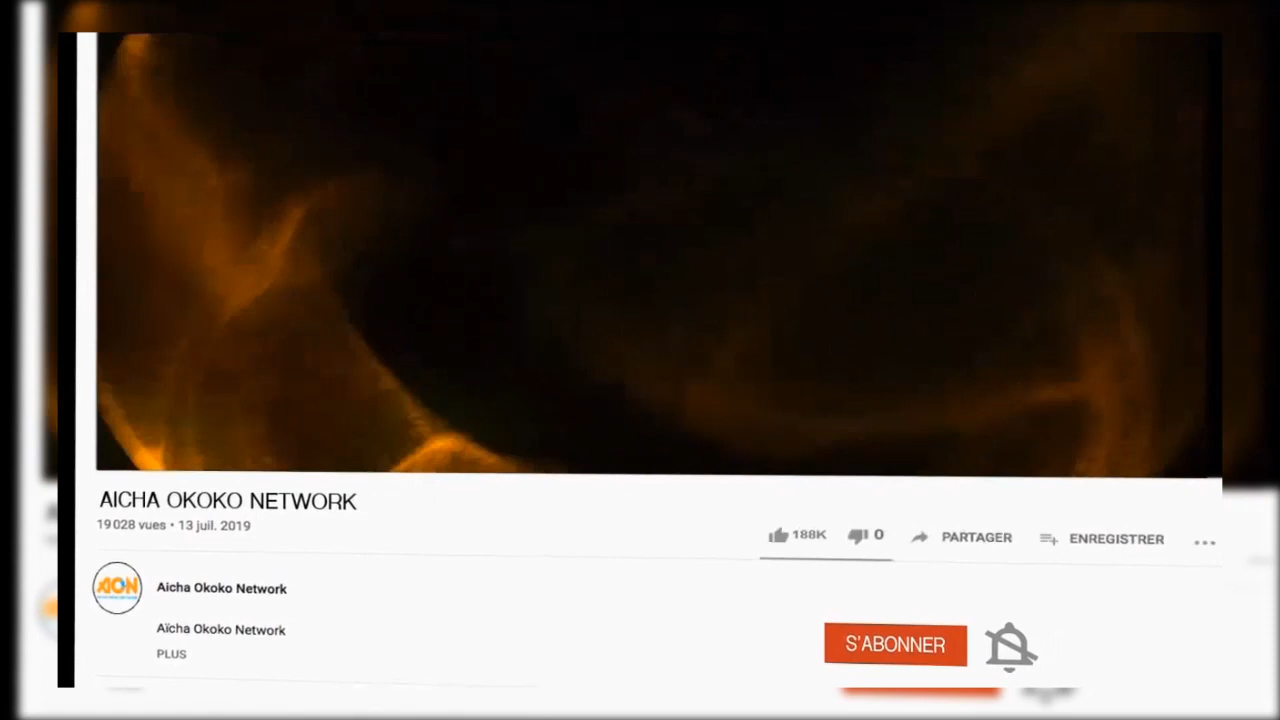 AICHA OKOKO NETWORK
19 028 vues • 13 juil. 2019
188K 0 PARTAGER ENREGISTRER
AION
Aicha Okoko Network
Aïcha Okoko Network
PLUS
S'ABONNER